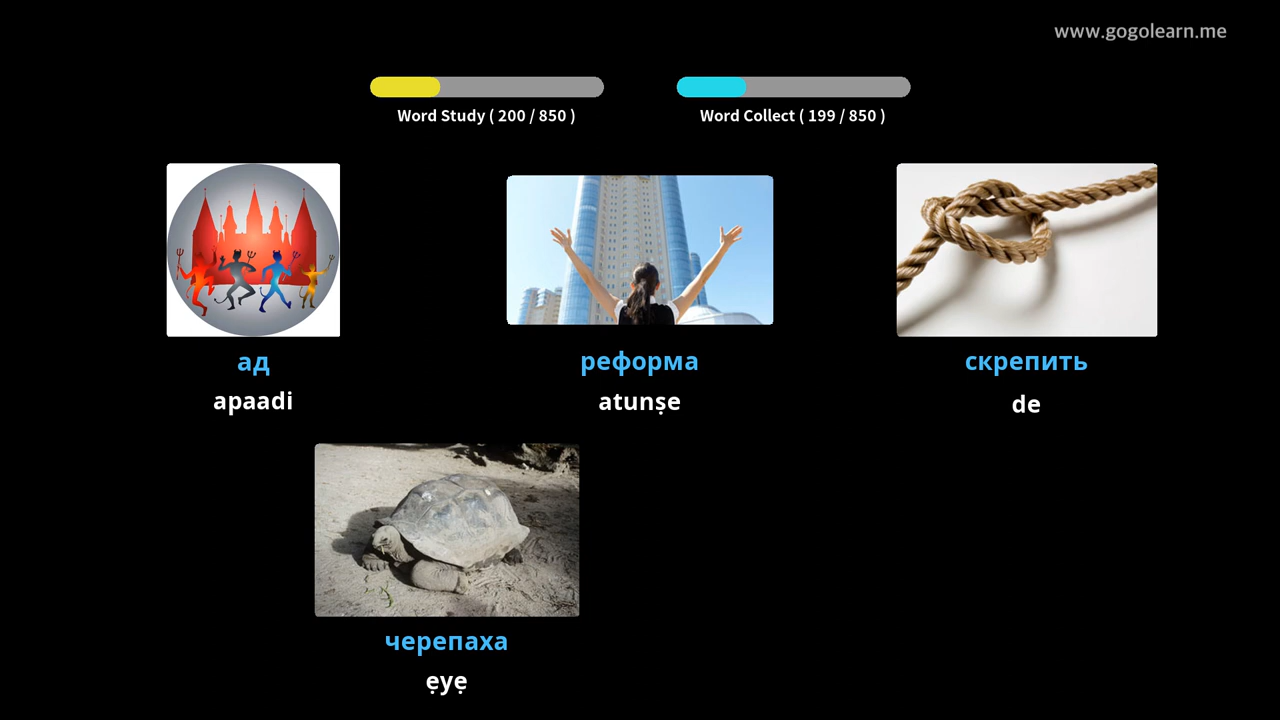 www.gogolearn.me
Word Study ( 200 / 850 )
Word Collect ( 199 / 850 )
ад
apaadi
реформа
atunṣe
скрепить
de
черепаха
ẹyẹ